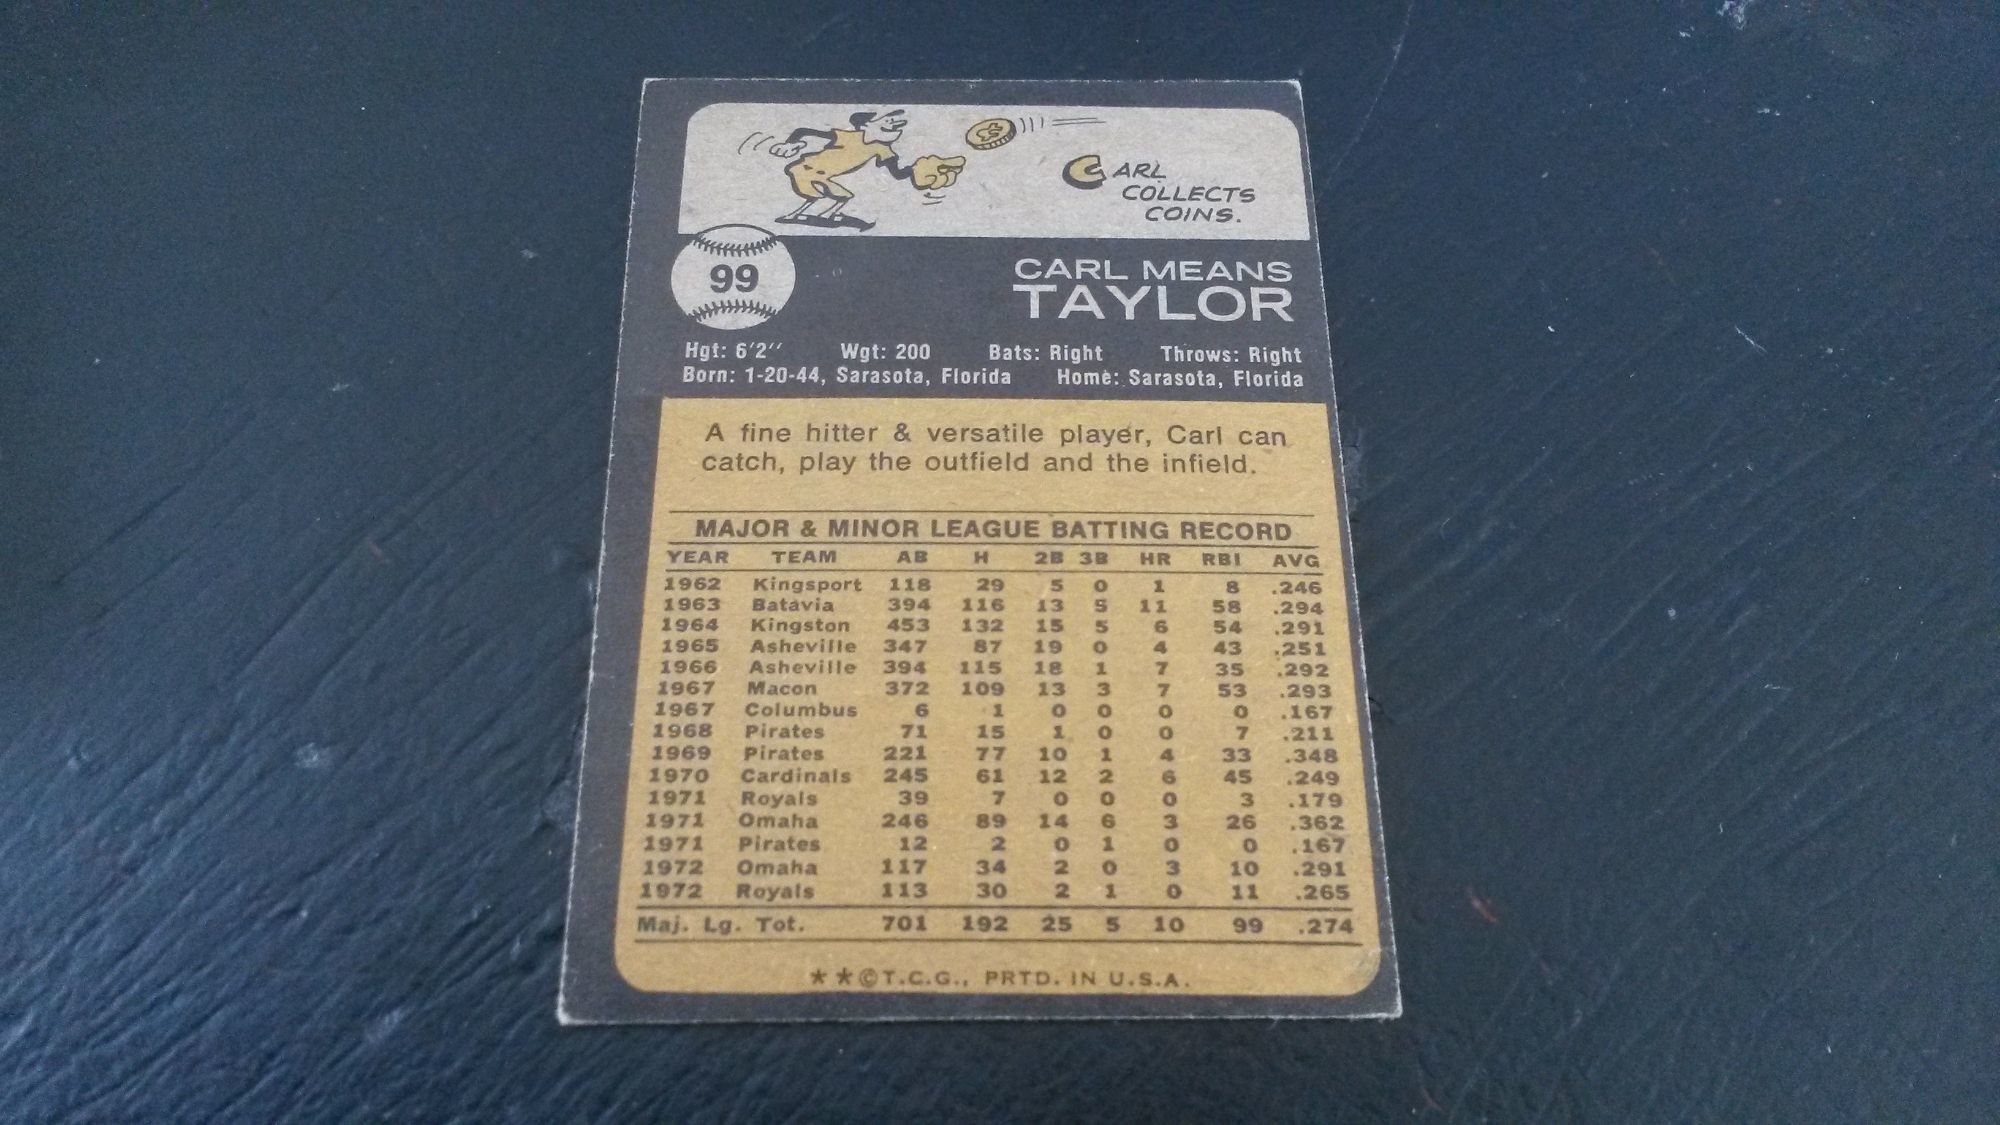 CARL
COLLECTS
COINS.
99
CARL MEANS
TAYLOR
Hgt: 6'2'' Wgt: 200 Bats: Right Throws: Right
Born: 1-20-44, Sarasota, Florida Home: Sarasota, Florida
A fine hitter & versatile player, Carl can
catch, play the outfield and the infield.
MAJOR & MINOR LEAGUE BATTING RECORD
YEAR TEAM AB H 2B 3B HR RBI AVG
1962 Kingsport 118 29 5 0 1 8 .246
1963 Batavia 394 116 13 5 11 58 .294
1964 Kingston 453 132 15 5 6 54 .291
1965 Asheville 347 87 19 0 4 43 .251
1966 Asheville 394 115 18 1 7 35 .292
1967 Macon 372 109 13 3 7 53 .293
1967 Columbus 6 1 0 0 0 0 .167
1968 Pirates 71 15 1 0 0 7 .211
1969 Pirates 221 77 10 1 4 33 .348
1970 Cardinals 245 61 12 2 6 45 .249
1971 Royals 39 7 0 0 0 3 .179
1971 Omaha 246 89 14 6 3 26 .362
1971 Pirates 12 2 0 1 0 0 .167
1972 Omaha 117 34 2 0 3 10 .291
1972 Royals 113 30 2 1 0 11 .265
Maj. Lg. Tot. 701 192 25 5 10 99 .274
**©T.C.G., PRTD. IN U.S.A.